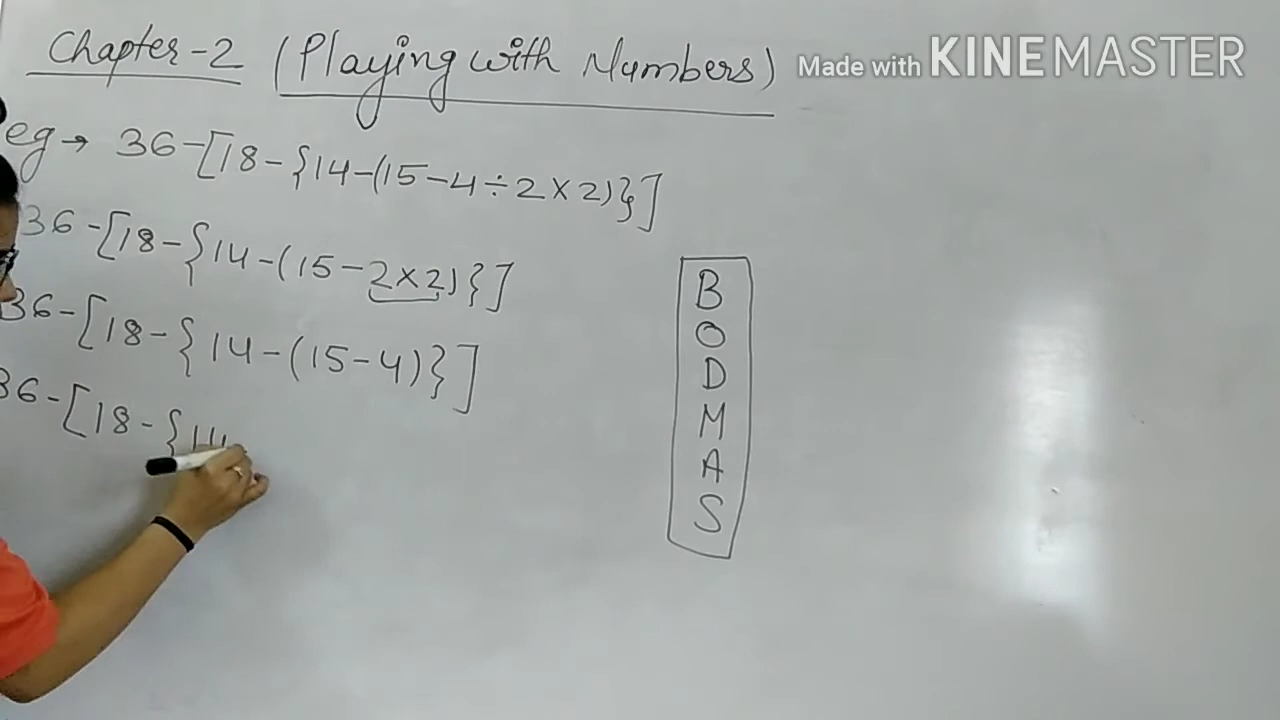 Chapter-2 (Playing with Numbers)
Made with KINEMASTER
eg → 36-[18-{14-(15-4÷2×2)}]
36-[18-{14-(15-2×2)}]
36-[18-{14-(15-4)}]
36-[18-{14
B
O
D
M
A
S